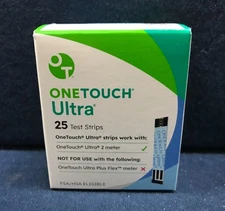 OT
ONETOUCH®
Ultra®
25 Test Strips
OneTouch® Ultra® strips work with:
OneTouch® Ultra® 2 meter
NOT FOR USE with the following:
OneTouch Ultra Plus Flex™ meter
FSA/HSA ELIGIBLE